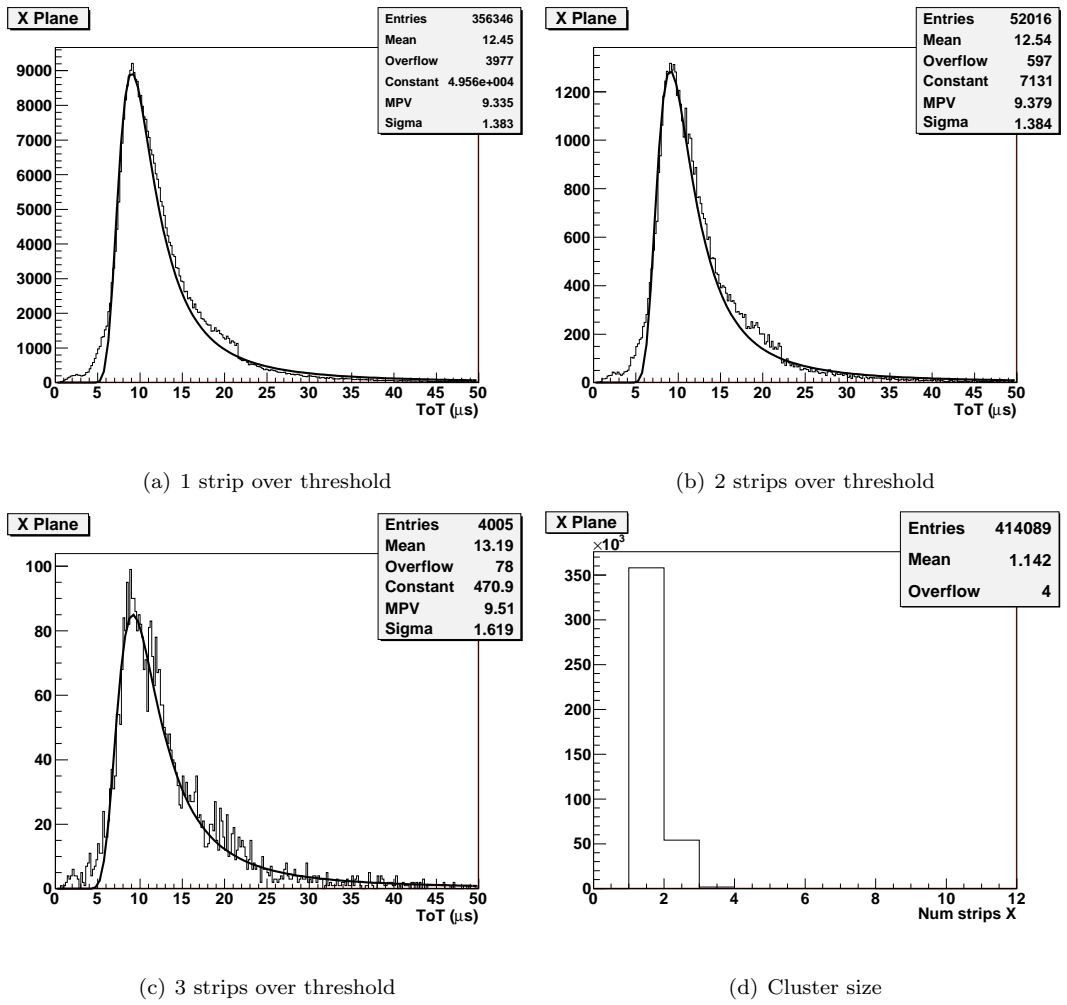 X Plane
Entries 356346
Mean 12.45
Overflow 3977
Constant 4.956e+004
MPV 9.335
Sigma 1.383
9000
8000
7000
6000
5000
4000
3000
2000
1000
0
0 5 10 15 20 25 30 35 40 45 50
ToT (μs)
(a) 1 strip over threshold
X Plane
Entries 52016
Mean 12.54
Overflow 597
Constant 7131
MPV 9.379
Sigma 1.384
1200
1000
800
600
400
200
0
0 5 10 15 20 25 30 35 40 45 50
ToT (μs)
(b) 2 strips over threshold
X Plane
Entries 4005
Mean 13.19
Overflow 78
Constant 470.9
MPV 9.51
Sigma 1.619
100
80
60
40
20
0
0 5 10 15 20 25 30 35 40 45 50
ToT (μs)
(c) 3 strips over threshold
X Plane
Entries 414089
Mean 1.142
Overflow 4
×10³
350
300
250
200
150
100
50
0
0 2 4 6 8 10 12
Num strips X
(d) Cluster size